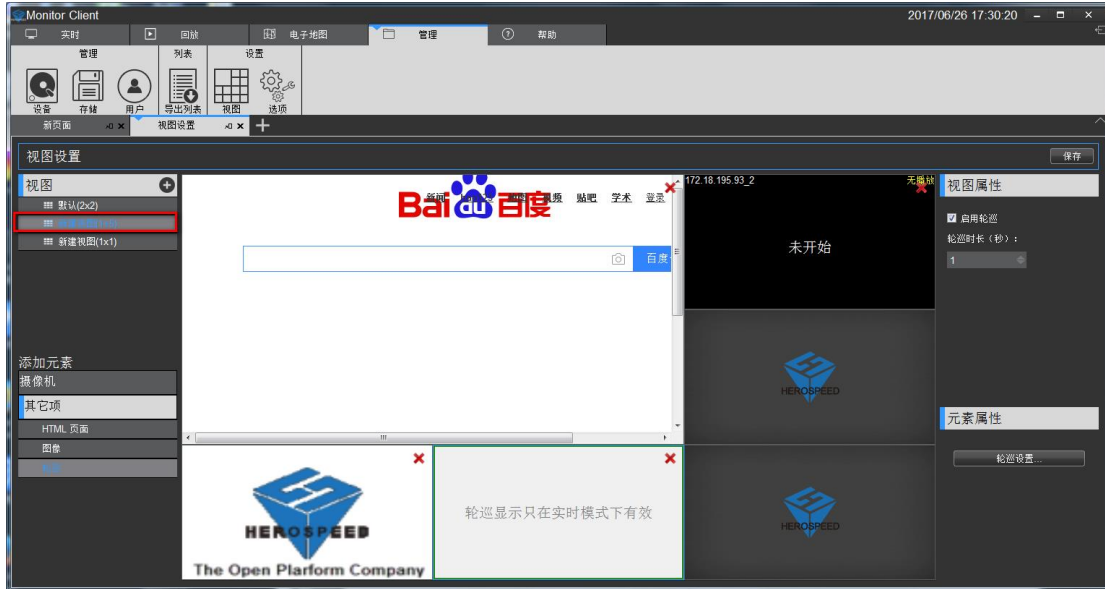 Monitor Client
2017/06/26 17:30:20
实时
回放
电子地图
管理
帮助
管理
列表
设置
设备
存储
用户
导出列表
视图
选项
新页面
视图设置
视图设置
保存
视图
默认(2x2)
新建视图(1x1)
添加元素
摄像机
其它项
HTML 页面
图像
新闻
视频
贴吧
学术
登录
Bai du 百度
百度
172.18.195.93_2
无播放
未开始
HEROSPEED
HEROSPEED
The Open Plarform Company
轮巡显示只在实时模式下有效
HEROSPEED
视图属性
启用轮巡
轮巡时长（秒）:
1
元素属性
轮巡设置...